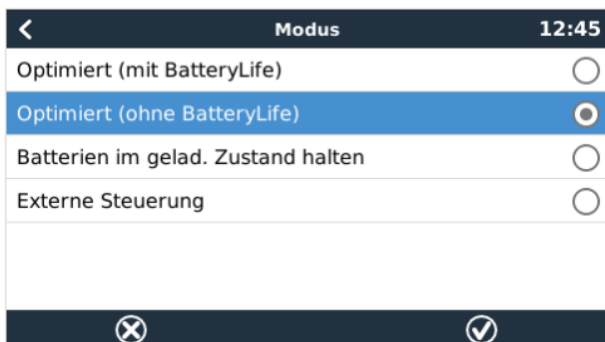 Modus 12:45
Optimiert (mit BatteryLife)
Optimiert (ohne BatteryLife)
Batterien im gelad. Zustand halten
Externe Steuerung